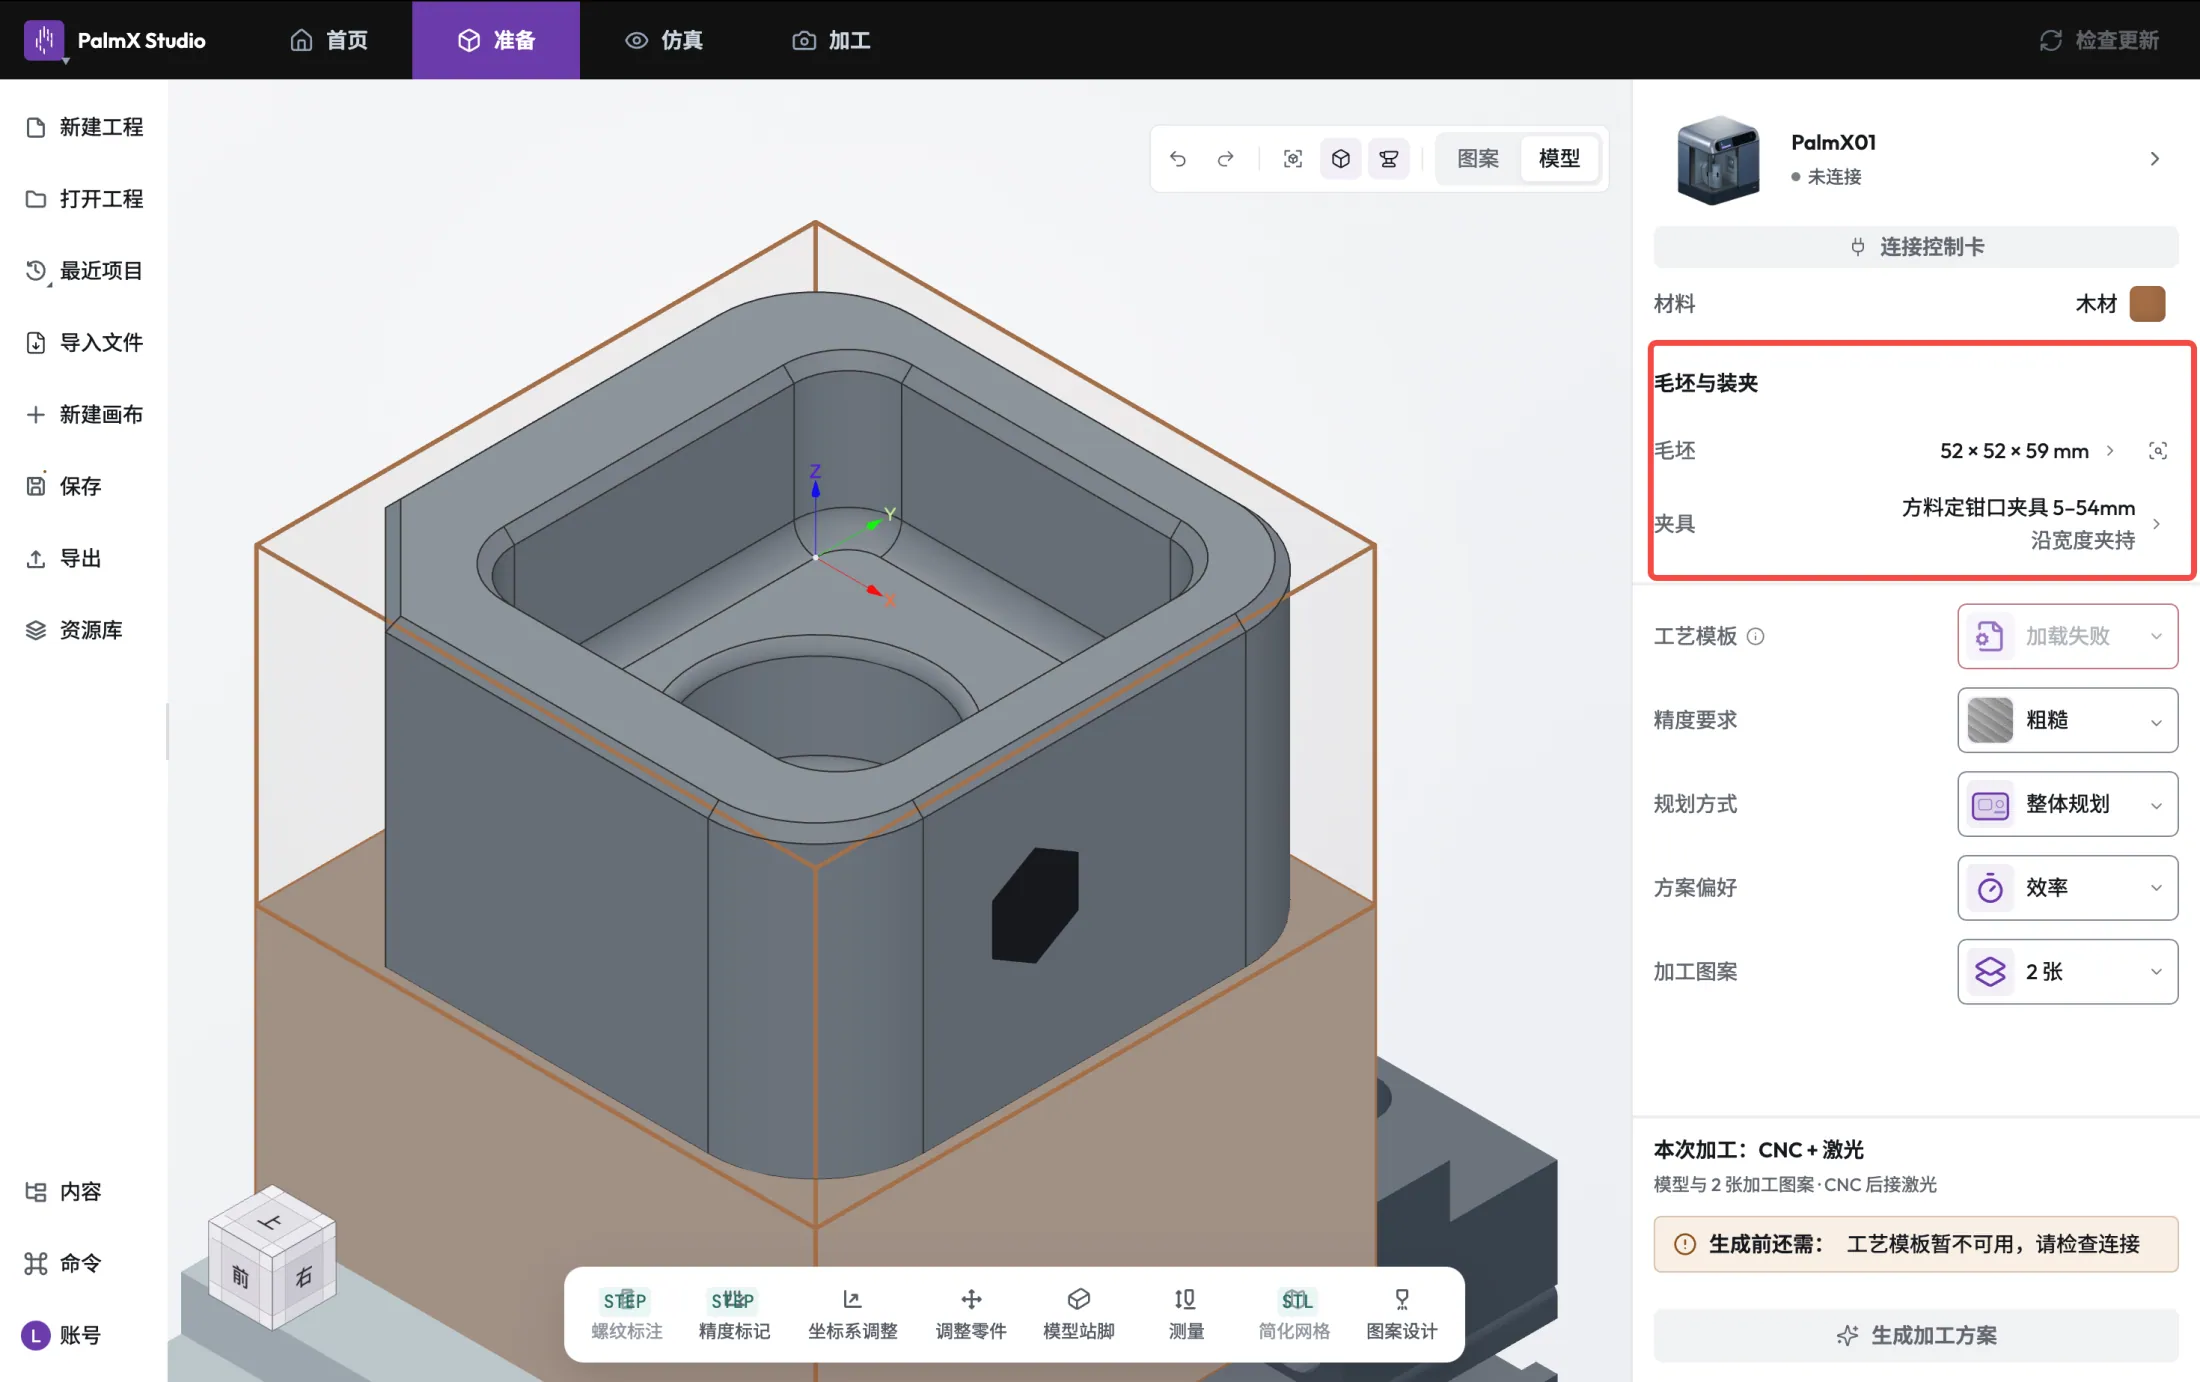 PalmX Studio
首页
准备
仿真
加工
检查更新
新建工程
打开工程
最近项目
导入文件
新建画布
保存
导出
资源库
内容
命令
L 账号
图案
模型
Z
Y
X
上
前
右
STEP
螺纹标注
STEP
精度标记
坐标系调整
调整零件
模型站脚
测量
STL
简化网格
图案设计
PalmX01
未连接
连接控制卡
材料 木材
毛坯与装夹
毛坯 52 × 52 × 59 mm
夹具 方料定钳口夹具 5–54mm
沿宽度夹持
工艺模板 加载失败
精度要求 粗糙
规划方式 整体规划
方案偏好 效率
加工图案 2 张
本次加工：CNC + 激光
模型与 2 张加工图案 · CNC 后接激光
生成前还需： 工艺模板暂不可用，请检查连接
生成加工方案